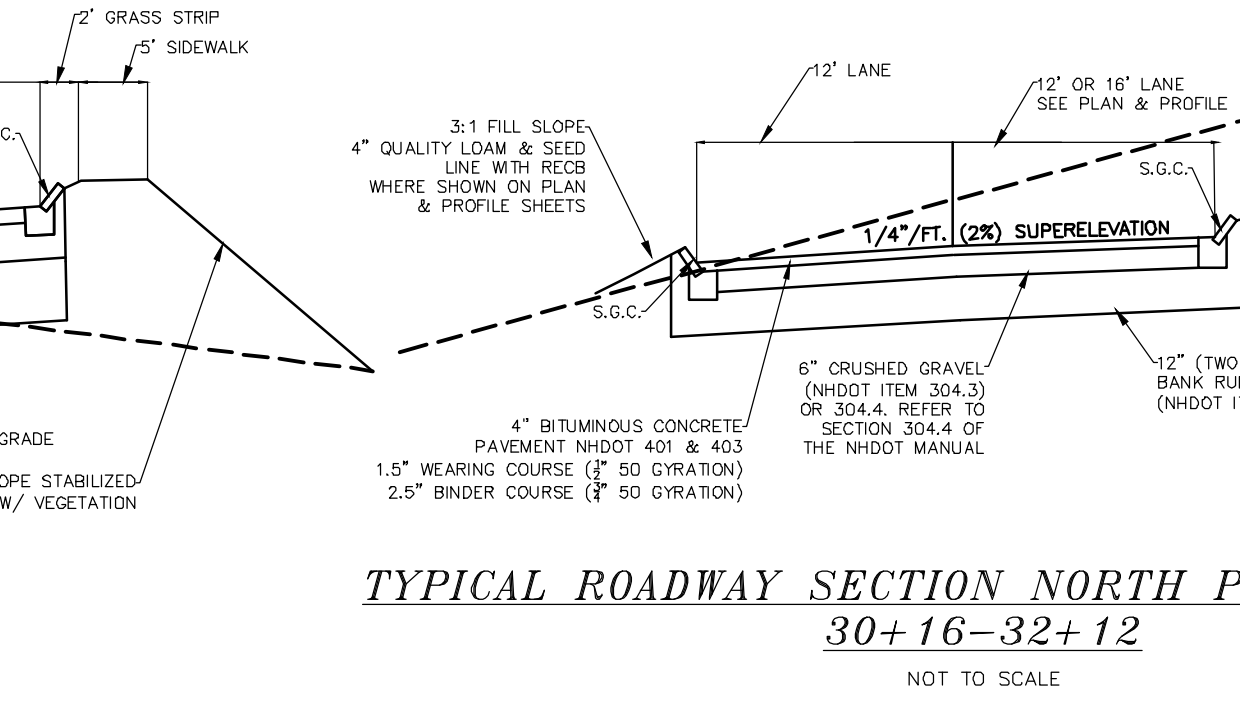 2' GRASS STRIP
5' SIDEWALK
C.
GRADE
OPE STABILIZED
W/ VEGETATION
3:1 FILL SLOPE
4" QUALITY LOAM & SEED
LINE WITH RECB
WHERE SHOWN ON PLAN
& PROFILE SHEETS
12' LANE
12' OR 16' LANE
SEE PLAN & PROFILE
S.G.C.
1/4"/FT. (2%) SUPERELEVATION
S.G.C.
6" CRUSHED GRAVEL
(NHDOT ITEM 304.3)
OR 304.4. REFER TO
SECTION 304.4 OF
THE NHDOT MANUAL
12" (TWO
BANK RU
(NHDOT I
4" BITUMINOUS CONCRETE
PAVEMENT NHDOT 401 & 403
1.5" WEARING COURSE (1/2" 50 GYRATION)
2.5" BINDER COURSE (3/4" 50 GYRATION)
TYPICAL ROADWAY SECTION NORTH P
30+16-32+12
NOT TO SCALE